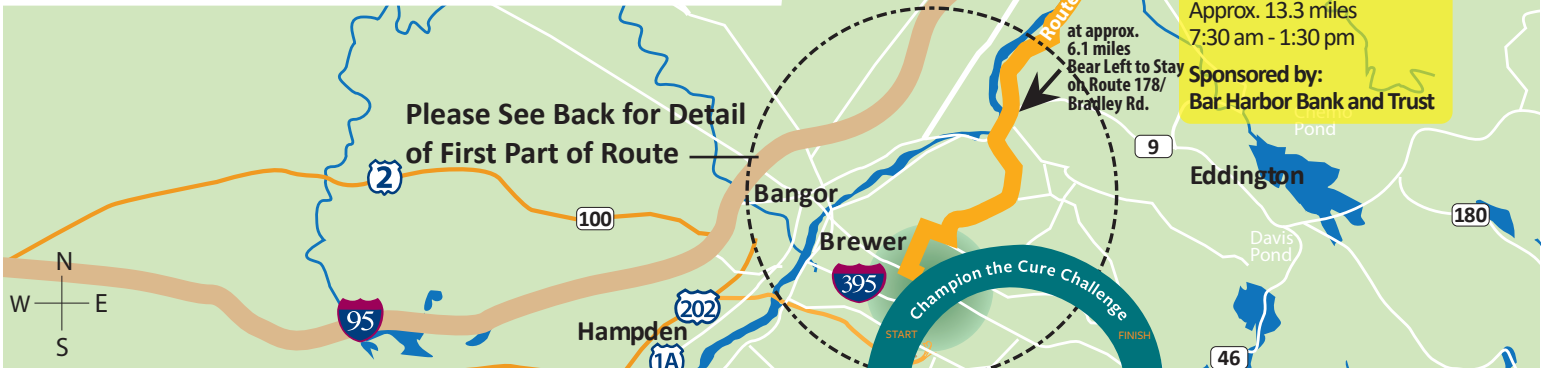 Approx. 13.3 miles
7:30 am - 1:30 pm
Sponsored by:
Bar Harbor Bank and Trust
Route
at approx.
6.1 miles
Bear Left to Stay
on Route 178/
Bradley Rd.
Please See Back for Detail
of First Part of Route
Chemo
Pond
9
Eddington
2
Bangor
100
180
Brewer
Davis
Pond
N
W
E
S
395
Champion the Cure Challenge
START
FINISH
95
202
Hampden
1A
46